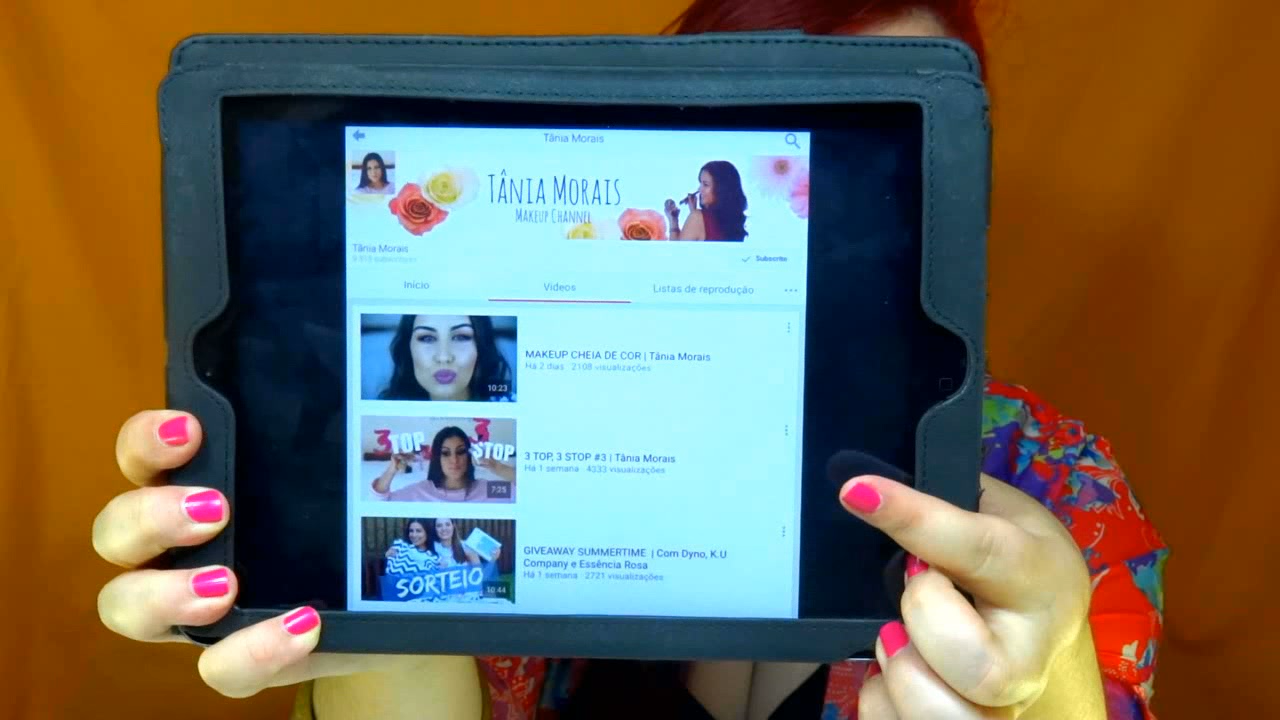 Tânia Morais
TÂNIA MORAIS
MAKEUP CHANNEL
Tânia Morais
subscritores
Subscrito
Início
Vídeos
Listas de reprodução
10:23
MAKEUP CHEIA DE COR | Tânia Morais
Há 2 dias · 2108 visualizações
3 TOP 3 STOP
7:25
3 TOP, 3 STOP #3 | Tânia Morais
Há 1 semana · 4333 visualizações
SORTEIO
10:44
GIVEAWAY SUMMERTIME | Com Dyno, K.U
Company e Essência Rosa
Há 1 semana · 2721 visualizações